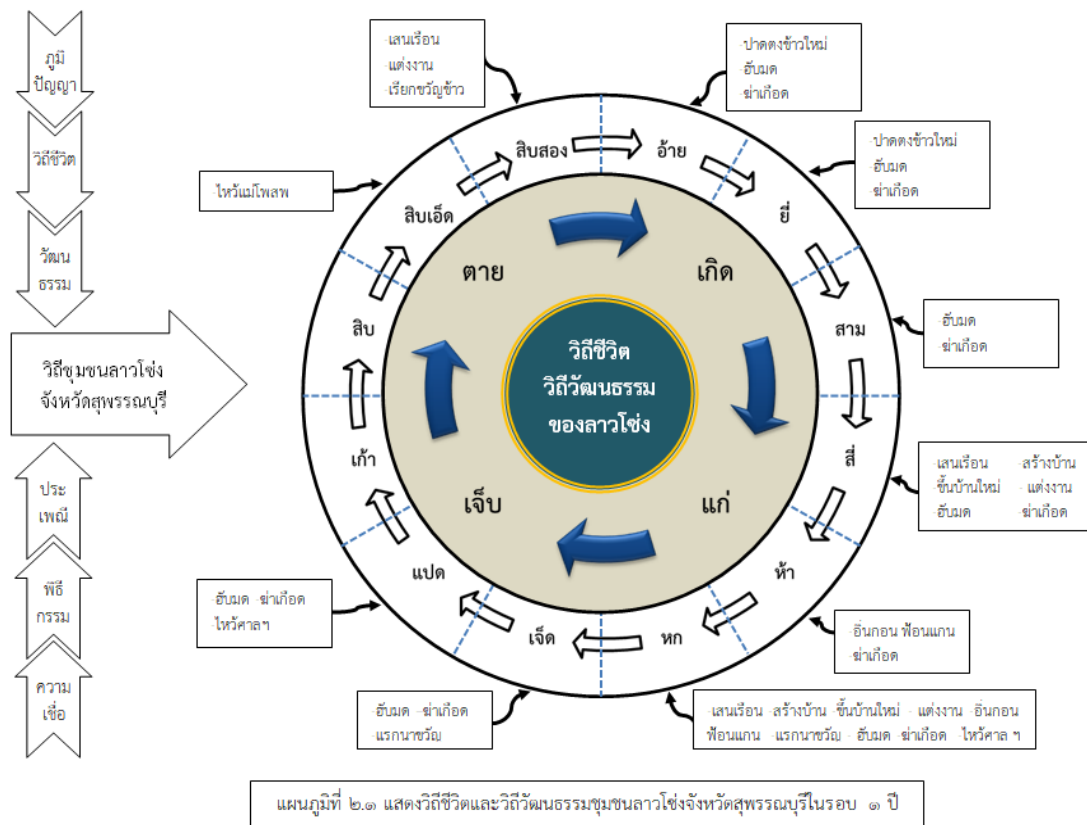 ภูมิ
ปัญญา
วิถีชีวิต
วัฒน
ธรรม
วิถีชุมชนลาวโซ่ง
จังหวัดสุพรรณบุรี
ประ
เพณี
พิธี
กรรม
ความ
เชื่อ
-เสนเรือน
-แต่งงาน
-เรียกขวัญข้าว
-ปาดตงข้าวใหม่
-ฮับมด
-ฆ่าเกือด
-ปาดตงข้าวใหม่
-ฮับมด
-ฆ่าเกือด
-ไหว้แม่โพสพ
-ฮับมด
-ฆ่าเกือด
-เสนเรือน -สร้างบ้าน
-ขึ้นบ้านใหม่ - แต่งงาน
-ฮับมด -ฆ่าเกือด
-อิ่นกอน ฟ้อนแกน
-ฆ่าเกือด
-เสนเรือน -สร้างบ้าน -ขึ้นบ้านใหม่ - แต่งงาน -อิ่นกอน
ฟ้อนแกน -แรกนาขวัญ - ฮับมด -ฆ่าเกือด -ไหว้ศาล ฯ
-ฮับมด -ฆ่าเกือด
-แรกนาขวัญ
-ฮับมด -ฆ่าเกือด
-ไหว้ศาลฯ
อ้าย
ยี่
สาม
สี่
ห้า
หก
เจ็ด
แปด
เก้า
สิบ
สิบเอ็ด
สิบสอง
เกิด
แก่
เจ็บ
ตาย
วิถีชีวิต
วิถีวัฒนธรรม
ของลาวโซ่ง
แผนภูมิที่ ๒.๑ แสดงวิถีชีวิตและวิถีวัฒนธรรมชุมชนลาวโซ่งจังหวัดสุพรรณบุรีในรอบ ๑ ปี